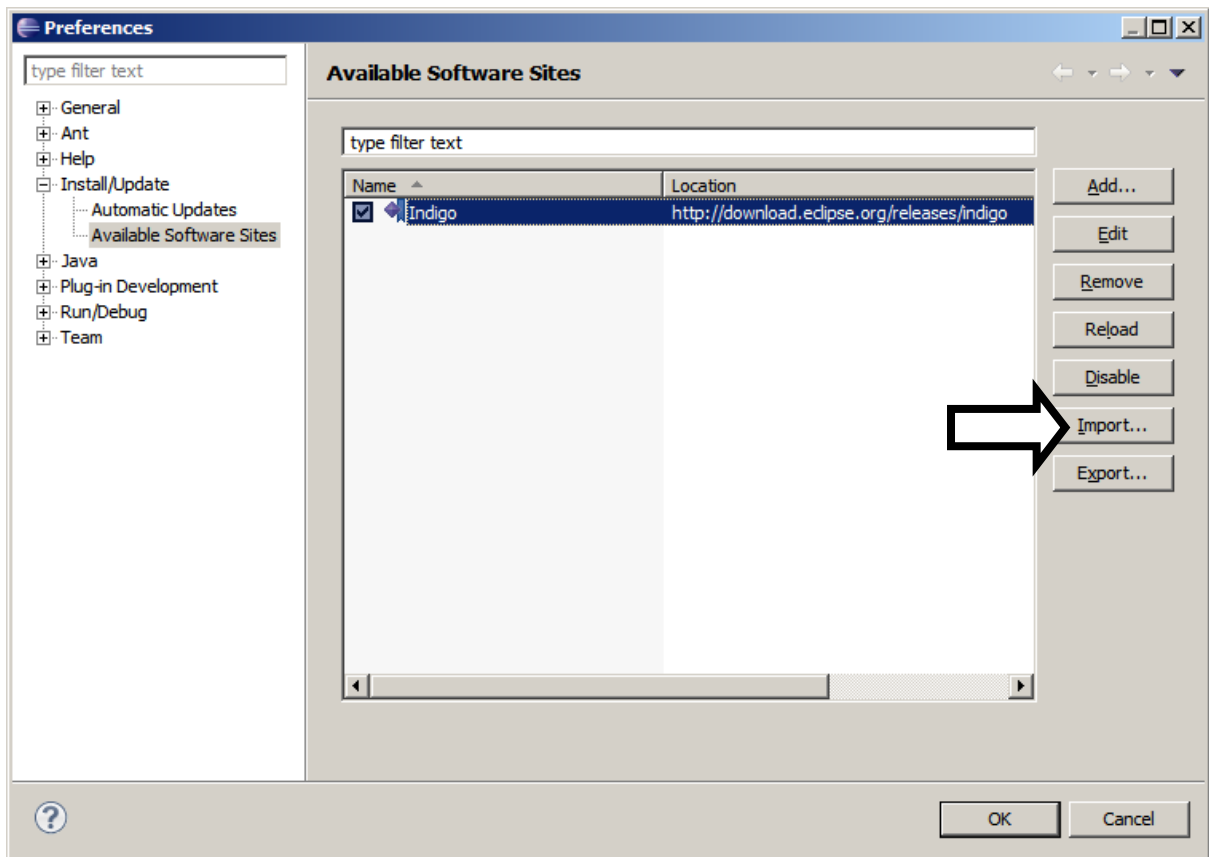 Preferences
type filter text
General
Ant
Help
Install/Update
Automatic Updates
Available Software Sites
Java
Plug-in Development
Run/Debug
Team
Available Software Sites
type filter text
Name Location
Indigo http://download.eclipse.org/releases/indigo
Add...
Edit
Remove
Reload
Disable
Import...
Export...
?
OK Cancel